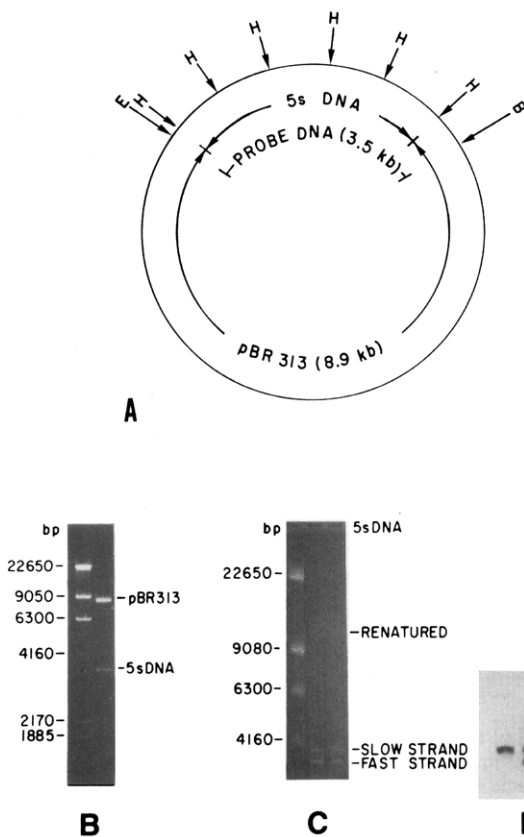 E H H H H H H B
5s DNA
PROBE DNA (3.5 kb)
pBR 313 (8.9 kb)
A
bp
22650
9050
6300
4160
2170
1885
pBR313
5sDNA
B
bp
22650
9080
6300
4160
5sDNA
RENATURED
SLOW STRAND
FAST STRAND
C